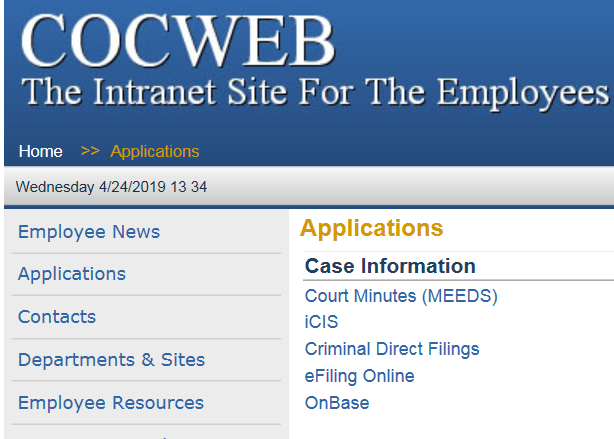 COCWEB
The Intranet Site For The Employees
Home >> Applications
Wednesday 4/24/2019 13 34
Employee News
Applications
Contacts
Departments & Sites
Employee Resources
Applications
Case Information
Court Minutes (MEEDS)
iCIS
Criminal Direct Filings
eFiling Online
OnBase